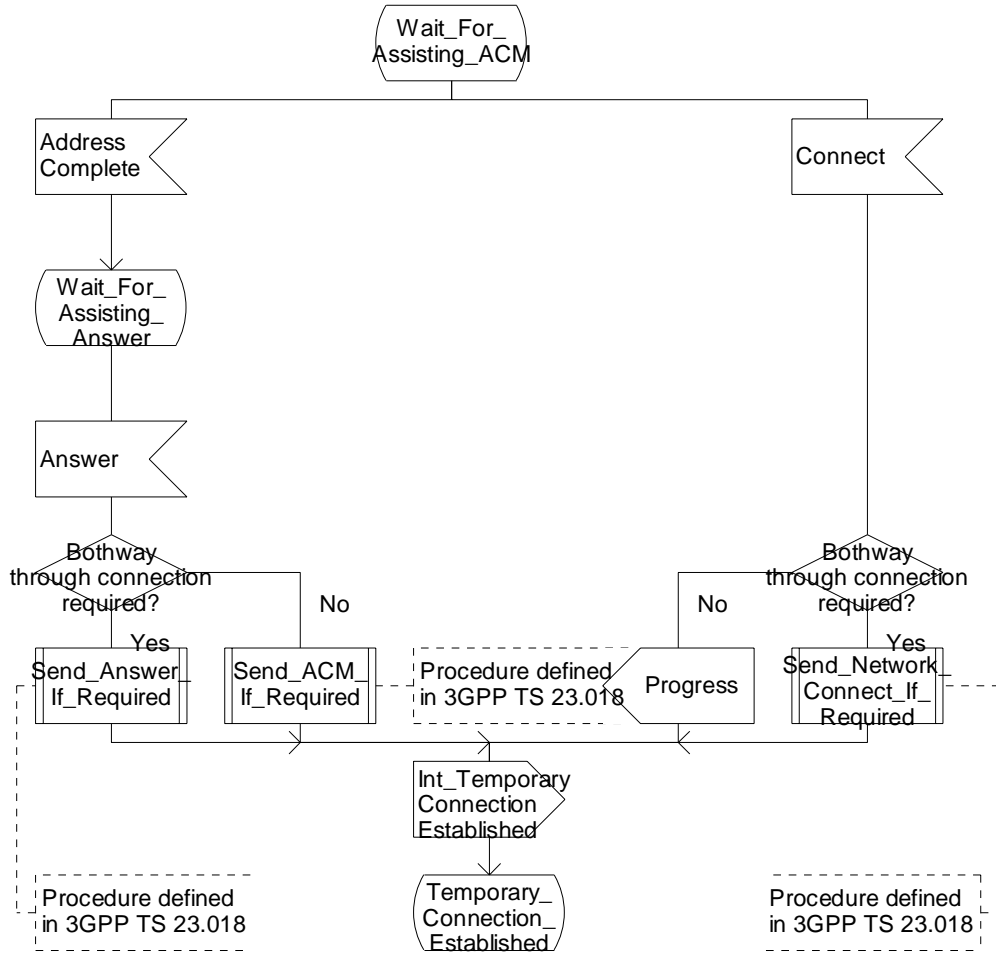 Wait_For_
Assisting_ACM
Address
Complete
Connect
Wait_For_
Assisting_
Answer
Answer
Bothway
through connection
required?
No
Yes
Bothway
through connection
required?
No
Yes
Send_Answer_
If_Required
Send_ACM_
If_Required
Procedure defined
in 3GPP TS 23.018
Progress
Send_Network_
Connect_If_
Required
Int_Temporary
Connection
Established
Procedure defined
in 3GPP TS 23.018
Temporary_
Connection_
Established
Procedure defined
in 3GPP TS 23.018